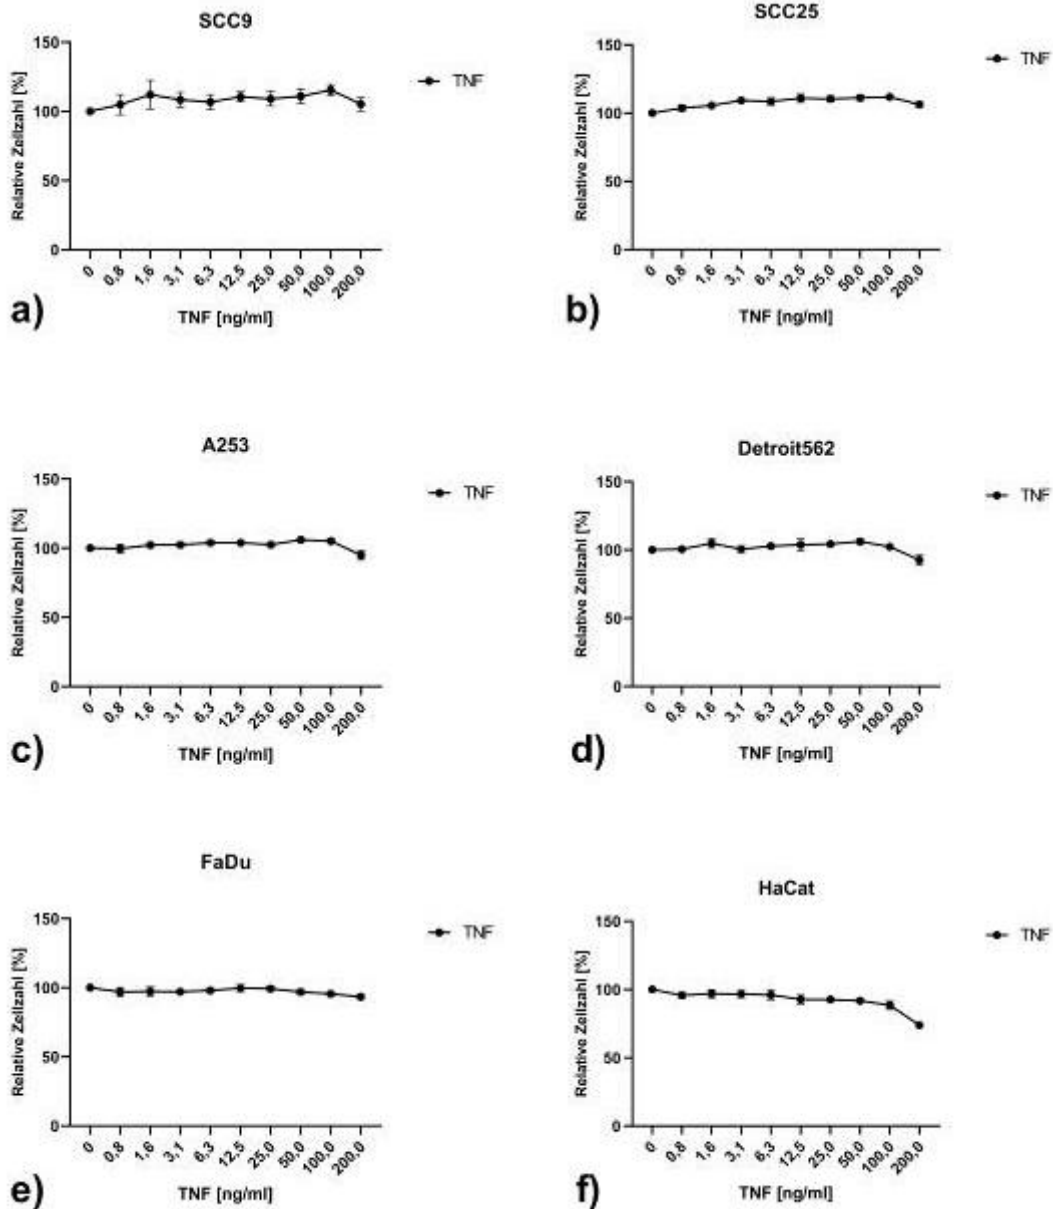 SCC9
Relative Zellzahl [%]
150
100
50
0
TNF
0
0,8
1,6
3,1
6,3
12,5
25,0
50,0
100,0
200,0
TNF [ng/ml]
a)
SCC25
Relative Zellzahl [%]
150
100
50
0
TNF
0
0,8
1,6
3,1
6,3
12,5
25,0
50,0
100,0
200,0
TNF [ng/ml]
b)
A253
Relative Zellzahl [%]
150
100
50
0
TNF
0
0,8
1,6
3,1
6,3
12,5
25,0
50,0
100,0
200,0
TNF [ng/ml]
c)
Detroit562
Relative Zellzahl [%]
150
100
50
0
TNF
0
0,8
1,6
3,1
6,3
12,5
25,0
50,0
100,0
200,0
TNF [ng/ml]
d)
FaDu
Relative Zellzahl [%]
150
100
50
0
TNF
0
0,8
1,6
3,1
6,3
12,5
25,0
50,0
100,0
200,0
TNF [ng/ml]
e)
HaCat
Relative Zellzahl [%]
150
100
50
0
TNF
0
0,8
1,6
3,1
6,3
12,5
25,0
50,0
100,0
200,0
TNF [ng/ml]
f)